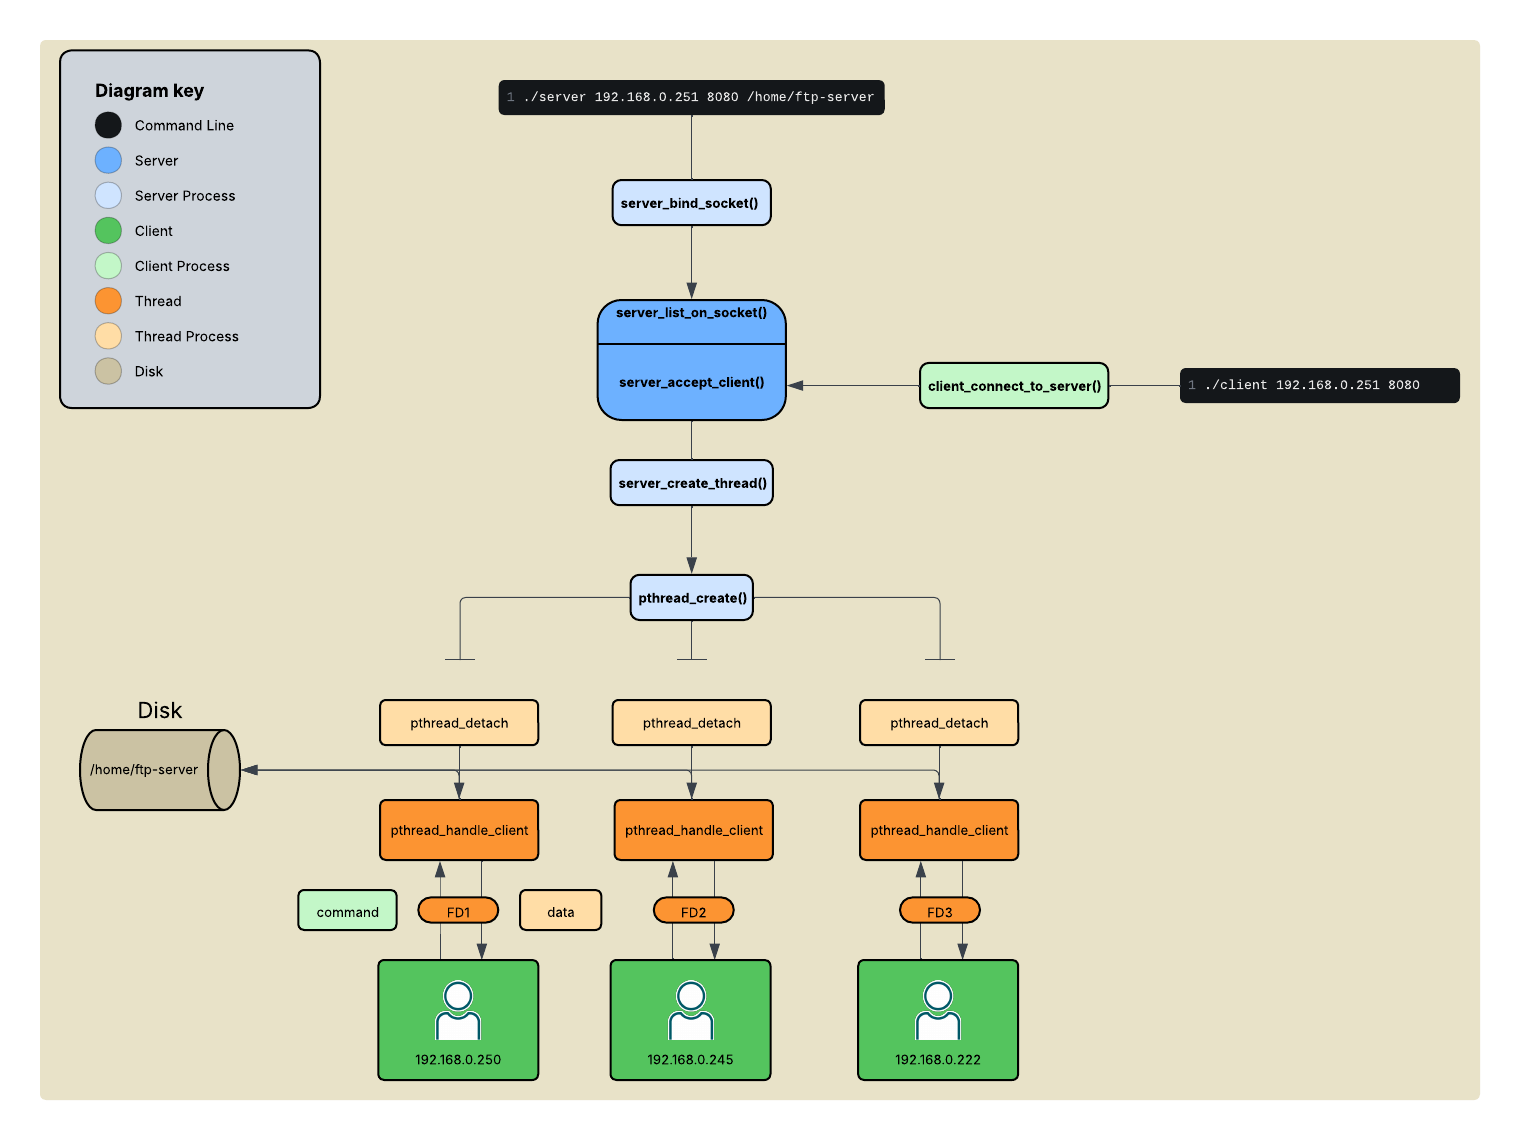 Diagram key
Command Line
Server
Server Process
Client
Client Process
Thread
Thread Process
Disk
1 ./server 192.168.0.251 8080 /home/ftp-server
server_bind_socket()
server_list_on_socket()
server_accept_client()
client_connect_to_server()
1 ./client 192.168.0.251 8080
server_create_thread()
pthread_create()
Disk
/home/ftp-server
pthread_detach
pthread_detach
pthread_detach
pthread_handle_client
pthread_handle_client
pthread_handle_client
command
FD1
data
FD2
FD3
192.168.0.250
192.168.0.245
192.168.0.222